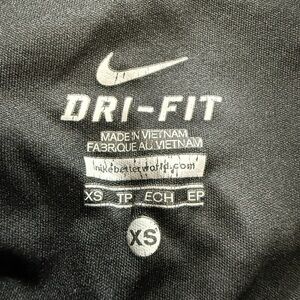 DRI-FIT
MADE IN VIETNAM
FABRIQUE AU VIETNAM
nikebetterworld.com
XS TP ECH EP
XS